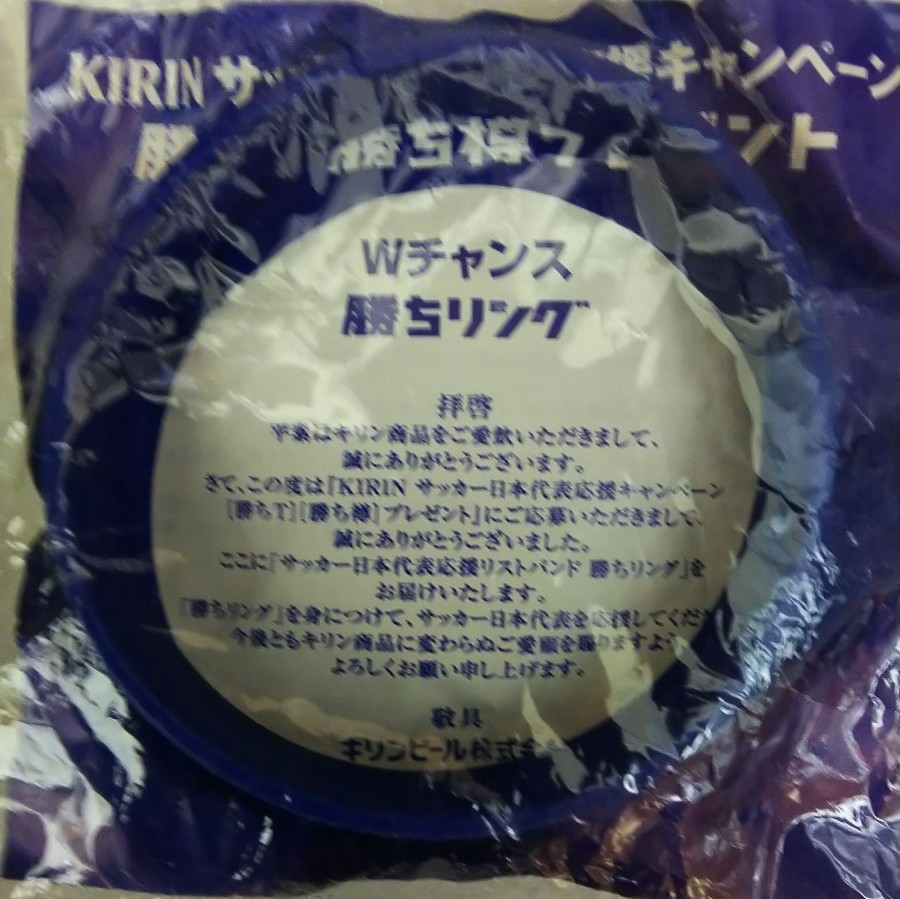 KIRIN サッ 援キャンペーン
勝 勝ち樽プ ント
Wチャンス
勝ちリング
拝啓
平素はキリン商品をご愛飲いただきまして、
誠にありがとうございます。
さて、この度は「KIRIN サッカー日本代表応援キャンペーン
[勝ちT][勝ち樽]プレゼント」にご応募いただきまして、
誠にありがとうございました。
ここに「サッカー日本代表応援リストバンド 勝ちリング」を
お届けいたします。
「勝ちリング」を身につけて、サッカー日本代表を応援してくだ
今後ともキリン商品に変わらぬご愛顧を賜りますよう、
よろしくお願い申し上げます。
敬具
キリンビール株式会